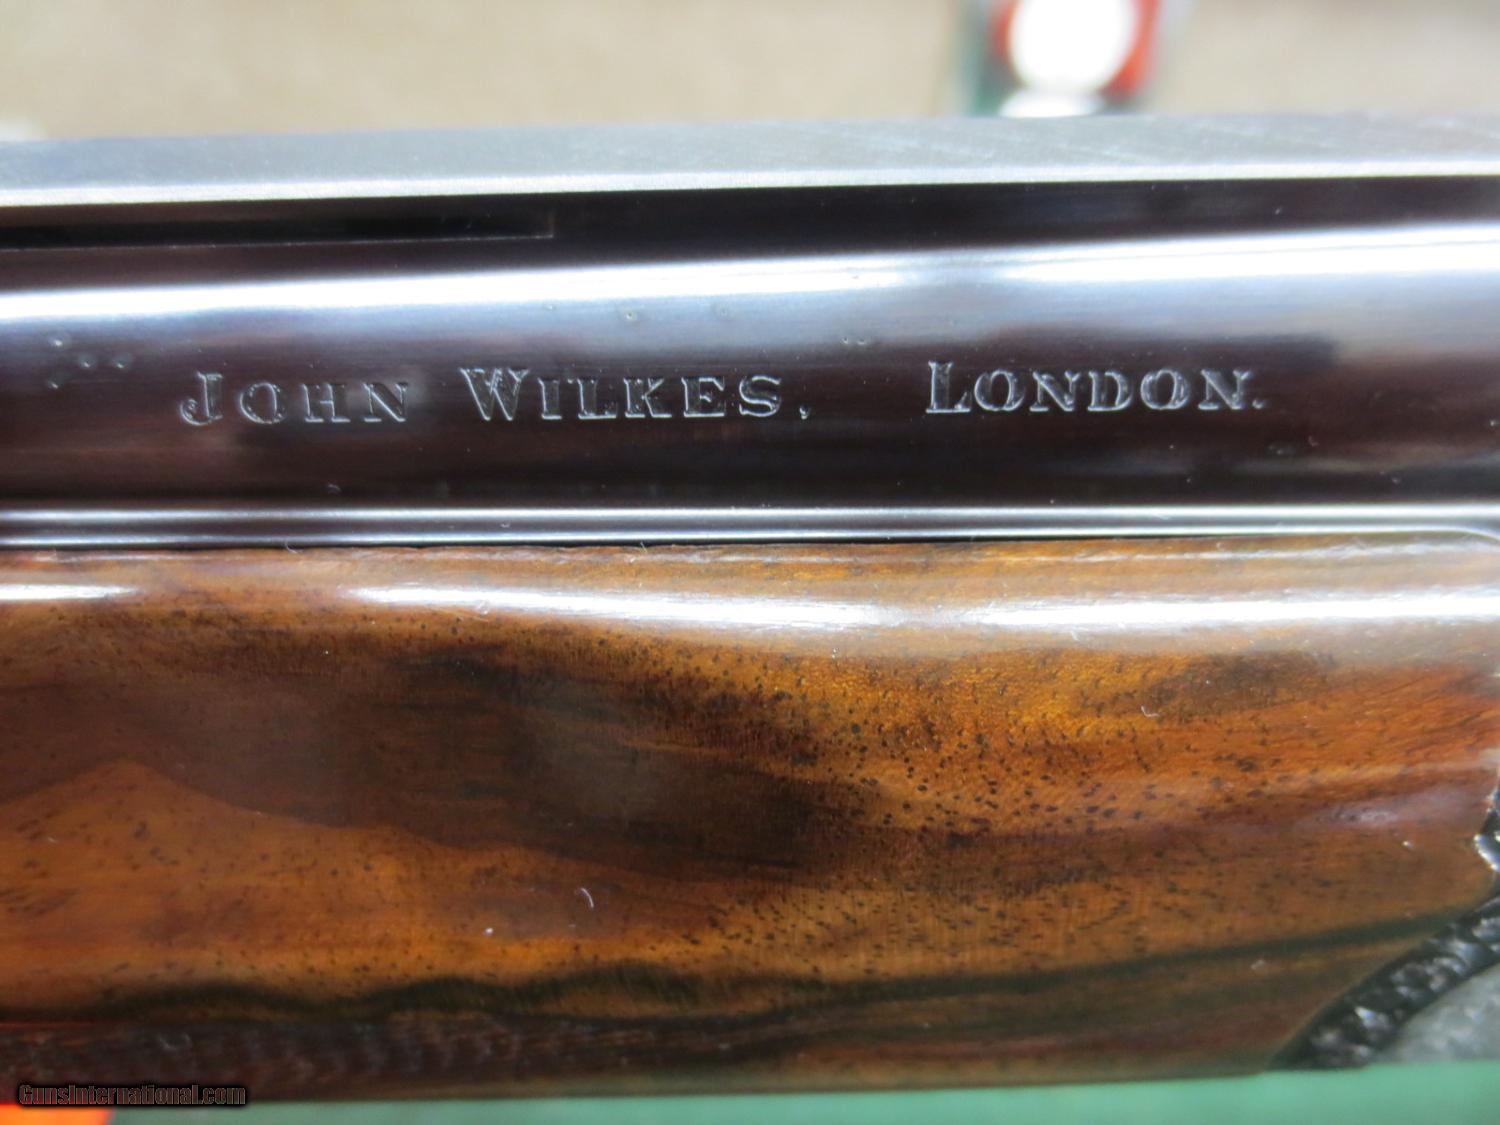 JOHN WILKES, LONDON.
GunsInternational.com